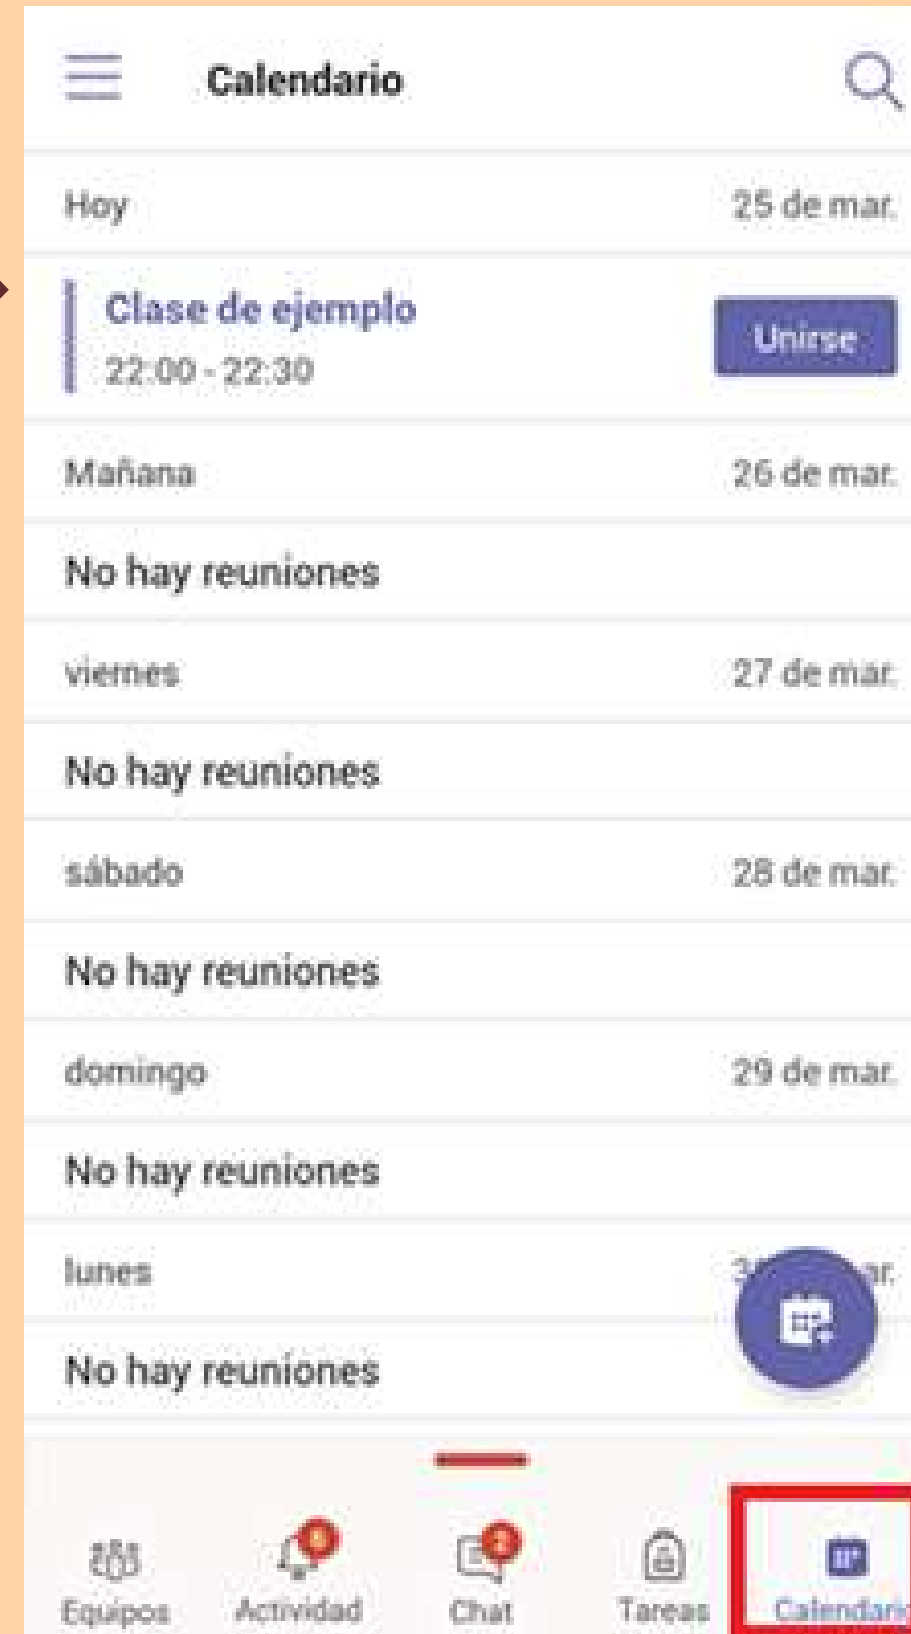 Calendario
Hoy 25 de mar.
Clase de ejemplo
22:00 - 22:30
Unirse
Mañana 26 de mar.
No hay reuniones
viernes 27 de mar.
No hay reuniones
sábado 28 de mar.
No hay reuniones
domingo 29 de mar.
No hay reuniones
lunes
No hay reuniones
Equipos Actividad Chat Tareas Calendario